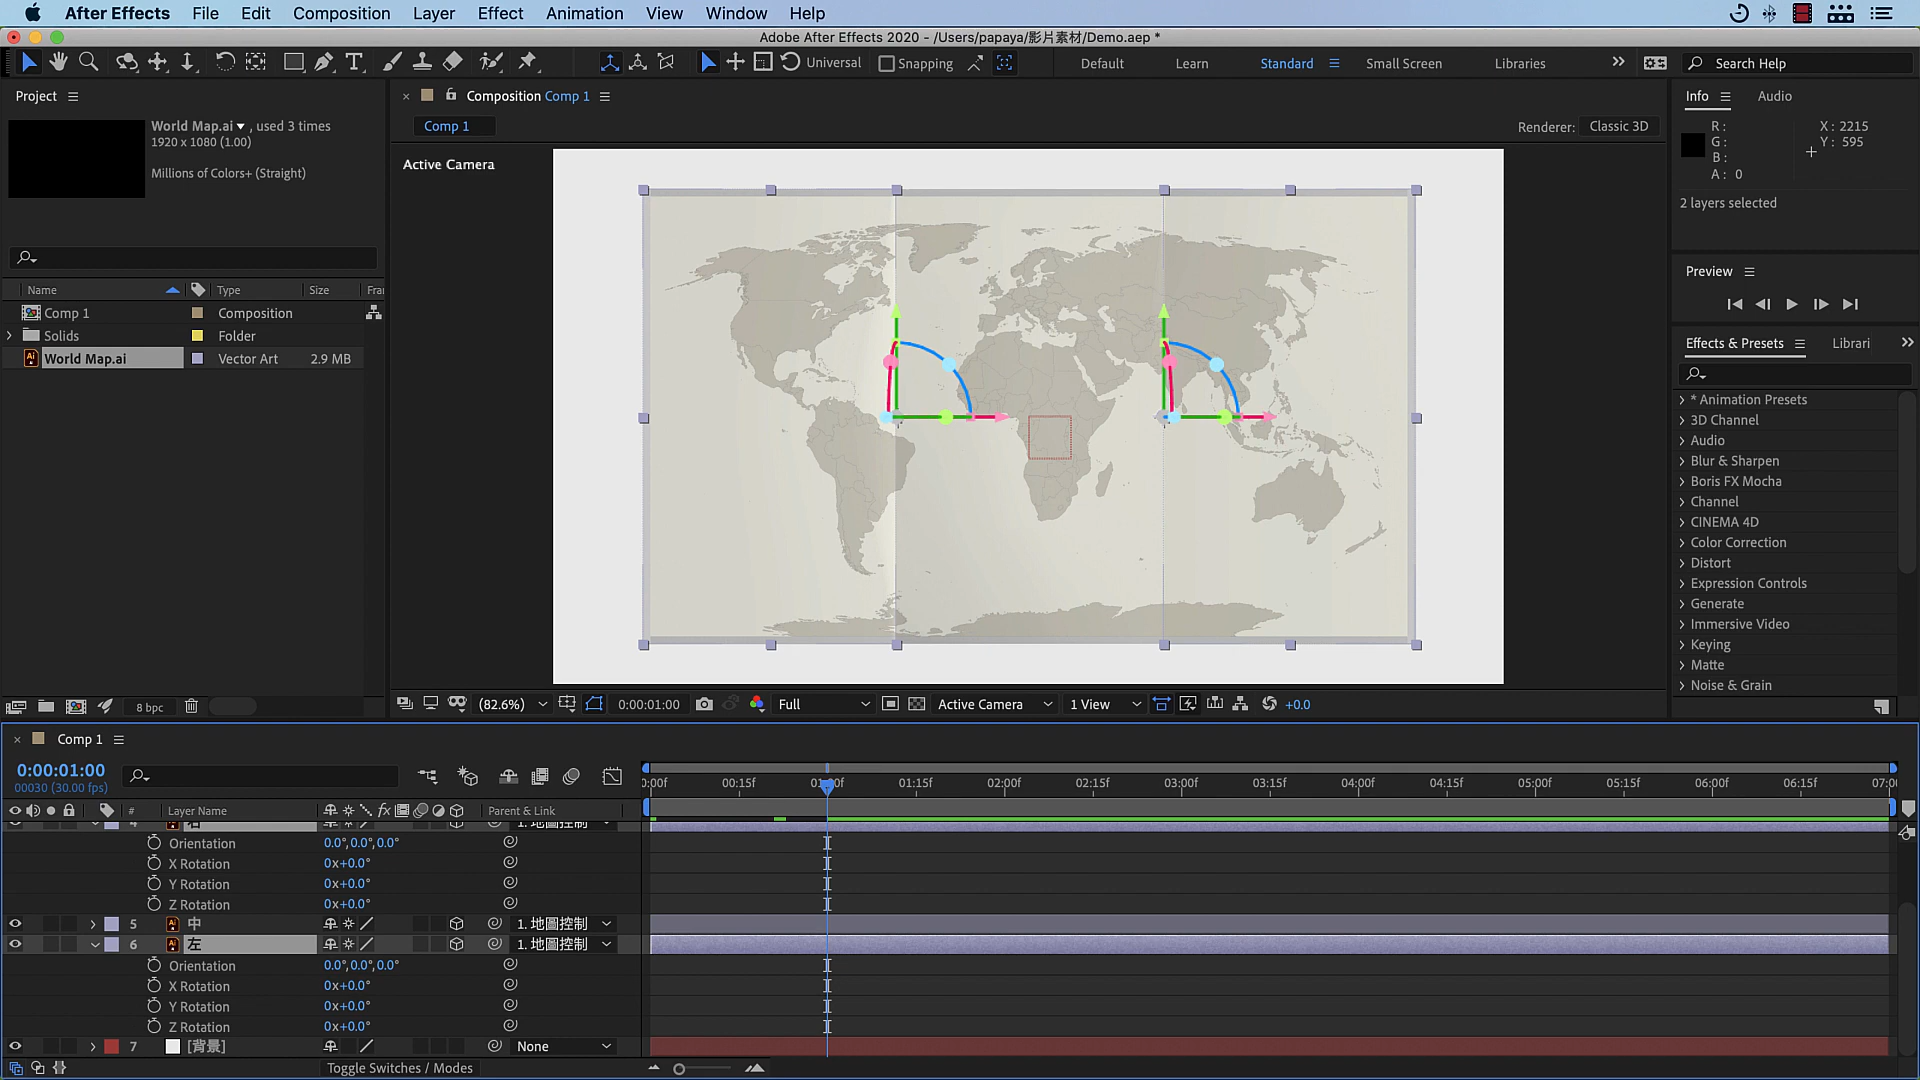 After Effects File Edit Composition Layer Effect Animation View Window Help
Adobe After Effects 2020 - /Users/papaya/影片素材/Demo.aep *
Universal Snapping Default Learn Standard Small Screen Libraries Search Help
Project
World Map.ai , used 3 times
1920 x 1080 (1.00)
Millions of Colors+ (Straight)
Name Type Size Fra
Comp 1 Composition
Solids Folder
World Map.ai Vector Art 2.9 MB
8 bpc
Composition Comp 1
Comp 1
Renderer: Classic 3D
Active Camera
(82.6%) 0:00:01:00 Full Active Camera 1 View +0.0
Info Audio
R : X : 2215
G : Y : 595
B :
A : 0
2 layers selected
Preview
Effects & Presets Librari
* Animation Presets
3D Channel
Audio
Blur & Sharpen
Boris FX Mocha
Channel
CINEMA 4D
Color Correction
Distort
Expression Controls
Generate
Immersive Video
Keying
Matte
Noise & Grain
Comp 1
0:00:01:00
00030 (30.00 fps)
00:15f 01:15f 02:00f 02:15f 03:00f 03:15f 04:00f 04:15f 05:00f 05:15f 06:00f 06:15f
# Layer Name fx Parent & Link
4 右 1. 地圖控制
Orientation 0.0°,0.0°,0.0°
X Rotation 0x+0.0°
Y Rotation 0x+0.0°
Z Rotation 0x+0.0°
5 中 1. 地圖控制
6 左 1. 地圖控制
Orientation 0.0°,0.0°,0.0°
X Rotation 0x+0.0°
Y Rotation 0x+0.0°
Z Rotation 0x+0.0°
7 [背景] None
Toggle Switches / Modes